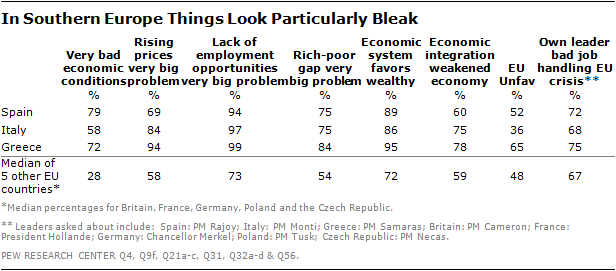 In Southern Europe Things Look Particularly Bleak
Very bad economic conditions Rising prices very big problem Lack of employment opportunities very big problem Rich-poor gap very big problem Economic system favors wealthy Economic integration weakened economy EU Unfav Own leader bad job handling EU crisis**
% % % % % % % %
Spain 79 69 94 75 89 60 52 72
Italy 58 84 97 75 86 75 36 68
Greece 72 94 99 84 95 78 65 75
Median of 5 other EU countries* 28 58 73 54 72 59 48 67
*Median percentages for Britain, France, Germany, Poland and the Czech Republic.
** Leaders asked about include: Spain: PM Rajoy; Italy: PM Monti; Greece: PM Samaras; Britain: PM Cameron; France:
President Hollande; Germany: Chancellor Merkel; Poland: PM Tusk; Czech Republic: PM Necas.
PEW RESEARCH CENTER Q4, Q9f, Q21a-c, Q31, Q32a-d & Q56.